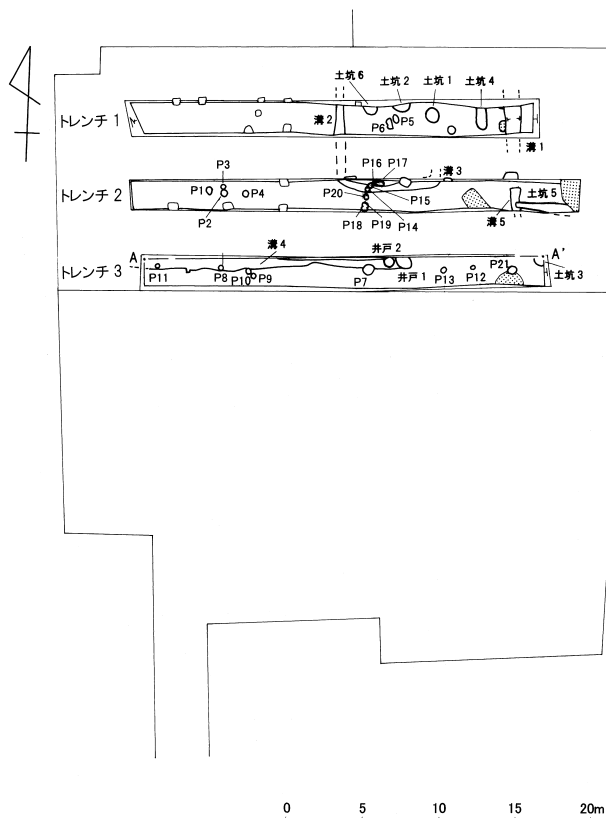 土坑 6 土坑 2 土坑 1 土坑 4
トレンチ 1 溝 2 P6 P5
溝 1
P3 P16 P17 溝 3
トレンチ 2 P1 P4 P20 P15 土坑 5
P2 P18 P19 P14 溝 5
溝 4 井戸 2
A A'
トレンチ 3 P11 P8 P10 P9 P7 井戸 1 P13 P12 P21 土坑 3
0 5 10 15 20m